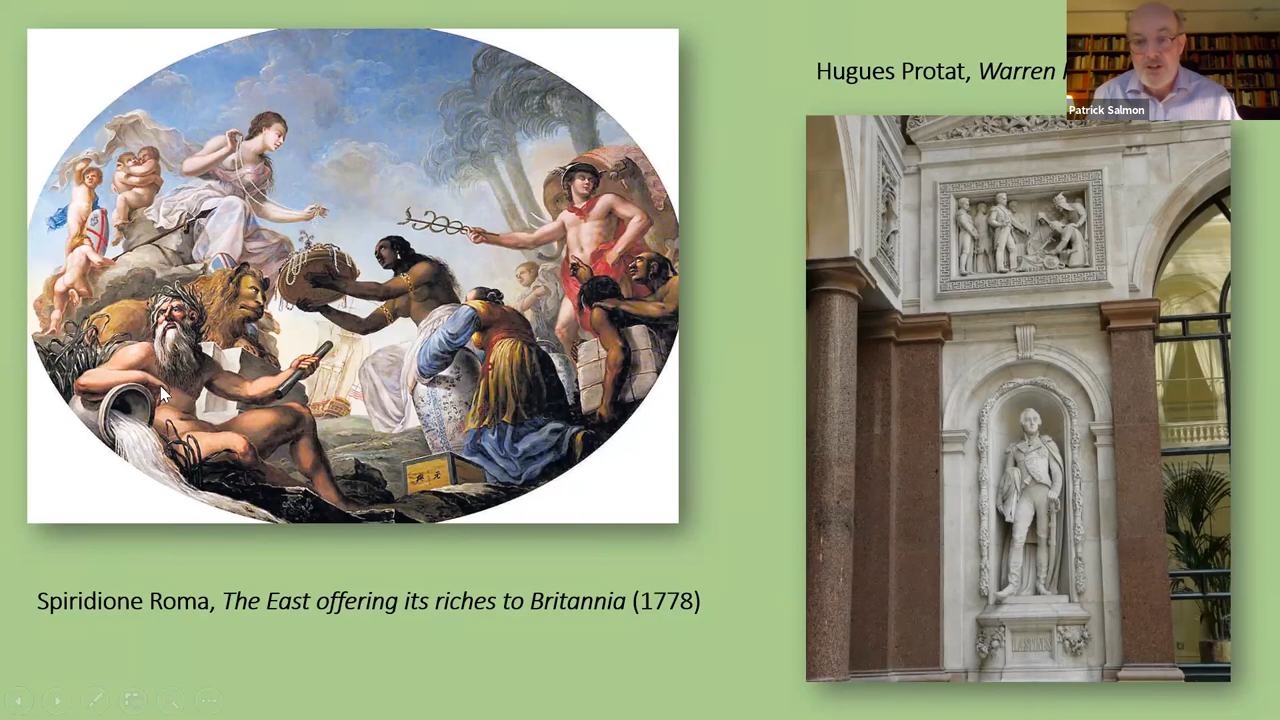 Hugues Protat, Warren
Patrick Salmon
Spiridione Roma, The East offering its riches to Britannia (1778)